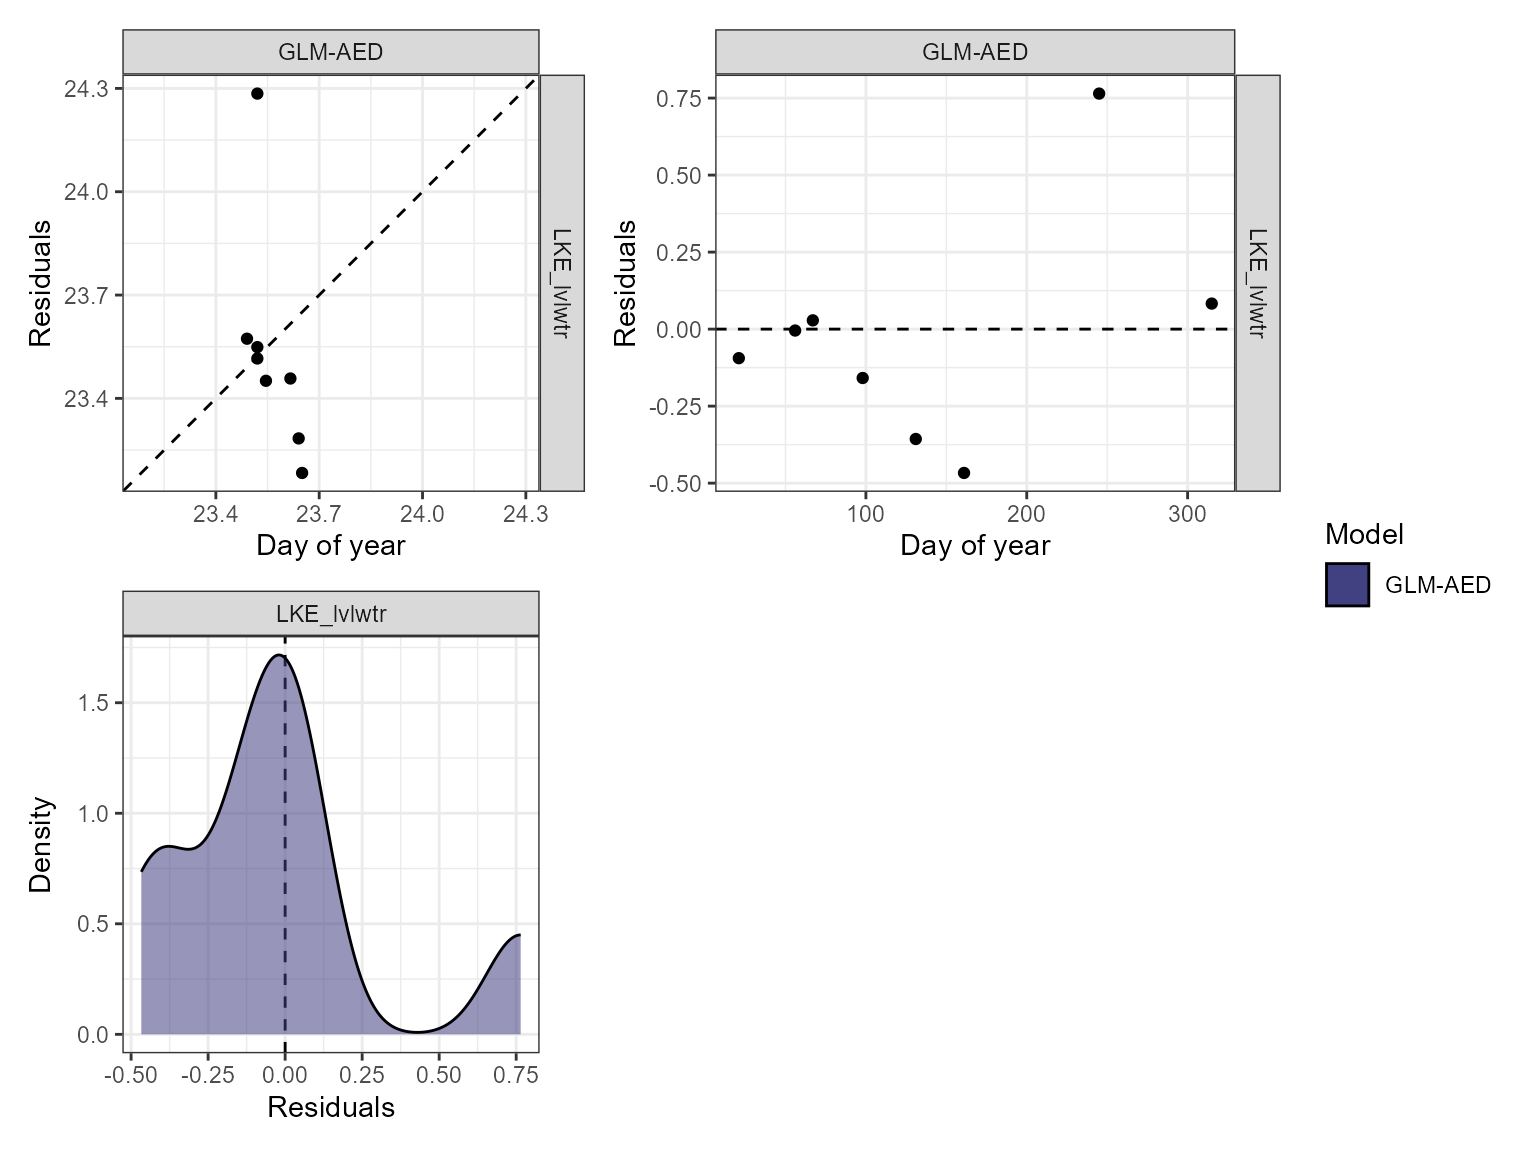 GLM-AED
24.3
24.0
23.7
23.4
Residuals
LKE_lvlwtr
23.4 23.7 24.0 24.3
Day of year
GLM-AED
0.75
0.50
0.25
0.00
-0.25
-0.50
Residuals
LKE_lvlwtr
100 200 300
Day of year
Model
GLM-AED
LKE_lvlwtr
1.5
1.0
0.5
0.0
Density
-0.50 -0.25 0.00 0.25 0.50 0.75
Residuals